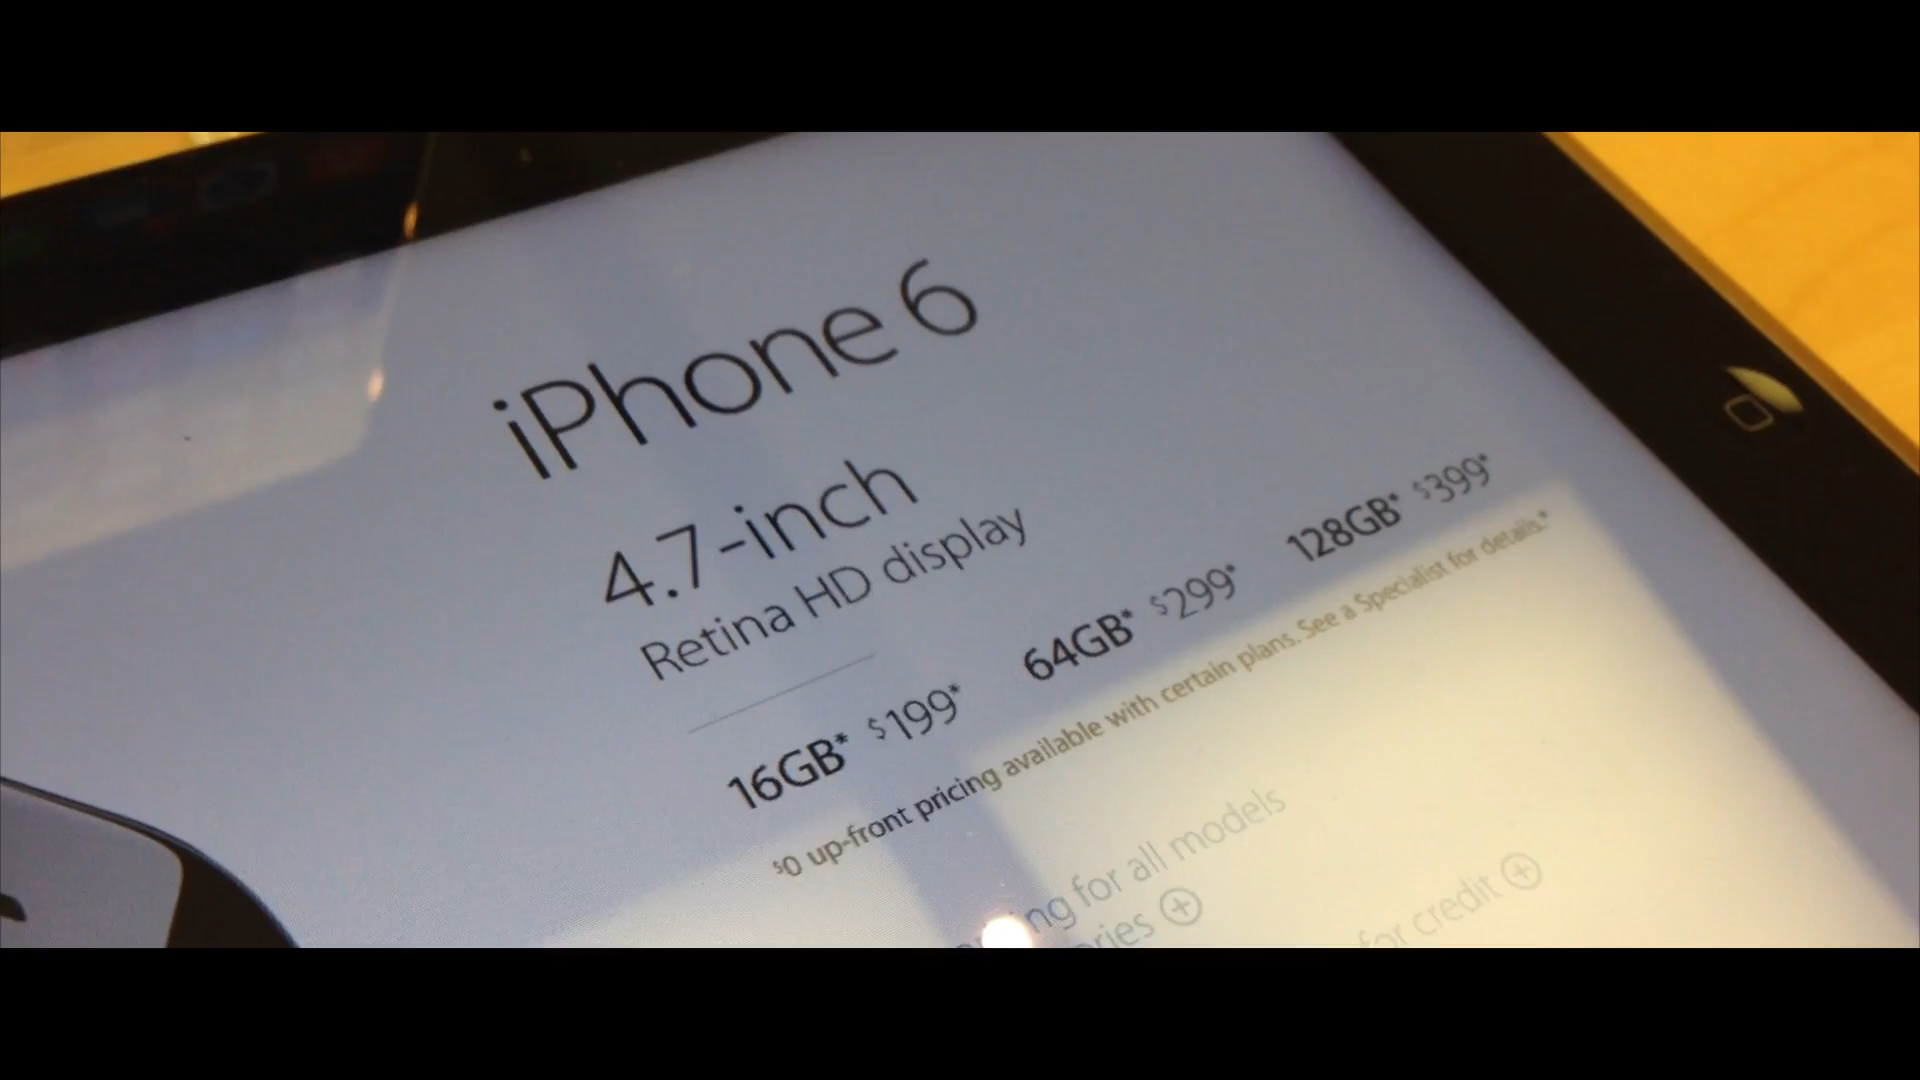 iPhone 6
4.7-inch
Retina HD display
16GB* $199* 64GB* $299* 128GB* $399*
$0 up-front pricing available with certain plans. See a Specialist for details.*
for all models
for credit